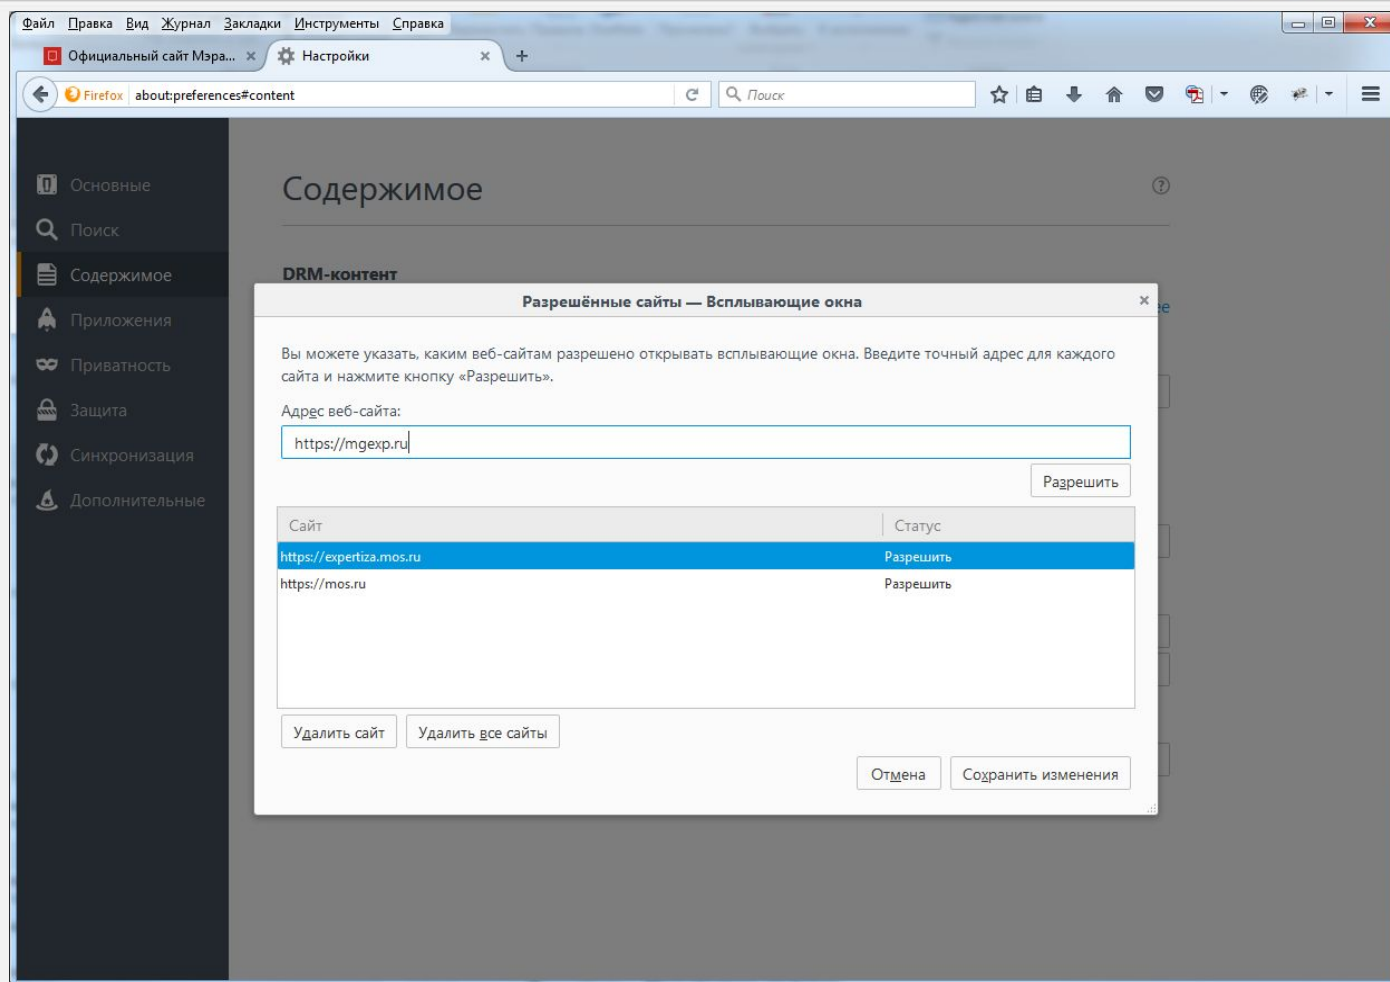 Файл Правка Вид Журнал Закладки Инструменты Справка
Официальный сайт Мэра... × Настройки × +
Firefox about:preferences#content Поиск
Основные
Содержимое
Поиск
Содержимое
DRM-контент
Приложения
Приватность
Защита
Синхронизация
Дополнительные
Разрешённые сайты — Всплывающие окна ×
Вы можете указать, каким веб-сайтам разрешено открывать всплывающие окна. Введите точный адрес для каждого
сайта и нажмите кнопку «Разрешить».
Адрес веб-сайта:
https://mgexp.ru
Разрешить
Сайт Статус
https://expertiza.mos.ru Разрешить
https://mos.ru Разрешить
Удалить сайт Удалить все сайты
Отмена Сохранить изменения